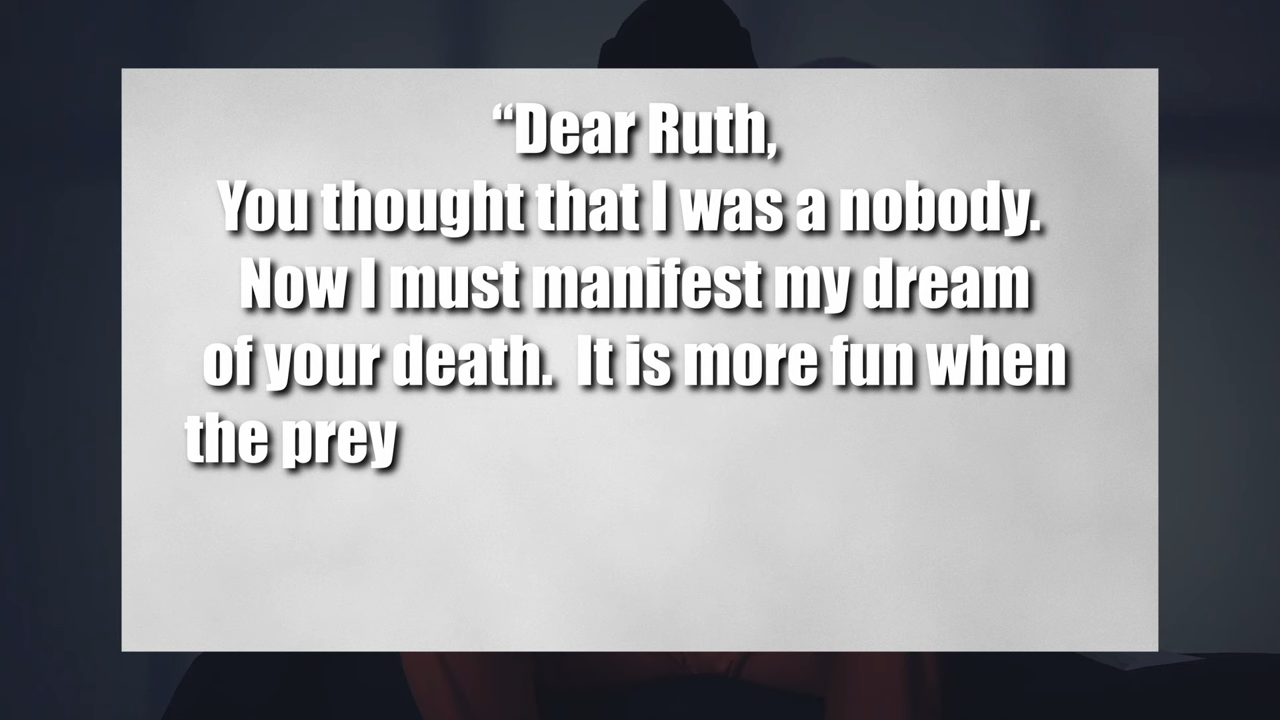 “Dear Ruth,
You thought that I was a nobody.
Now I must manifest my dream
of your death.  It is more fun when
the prey